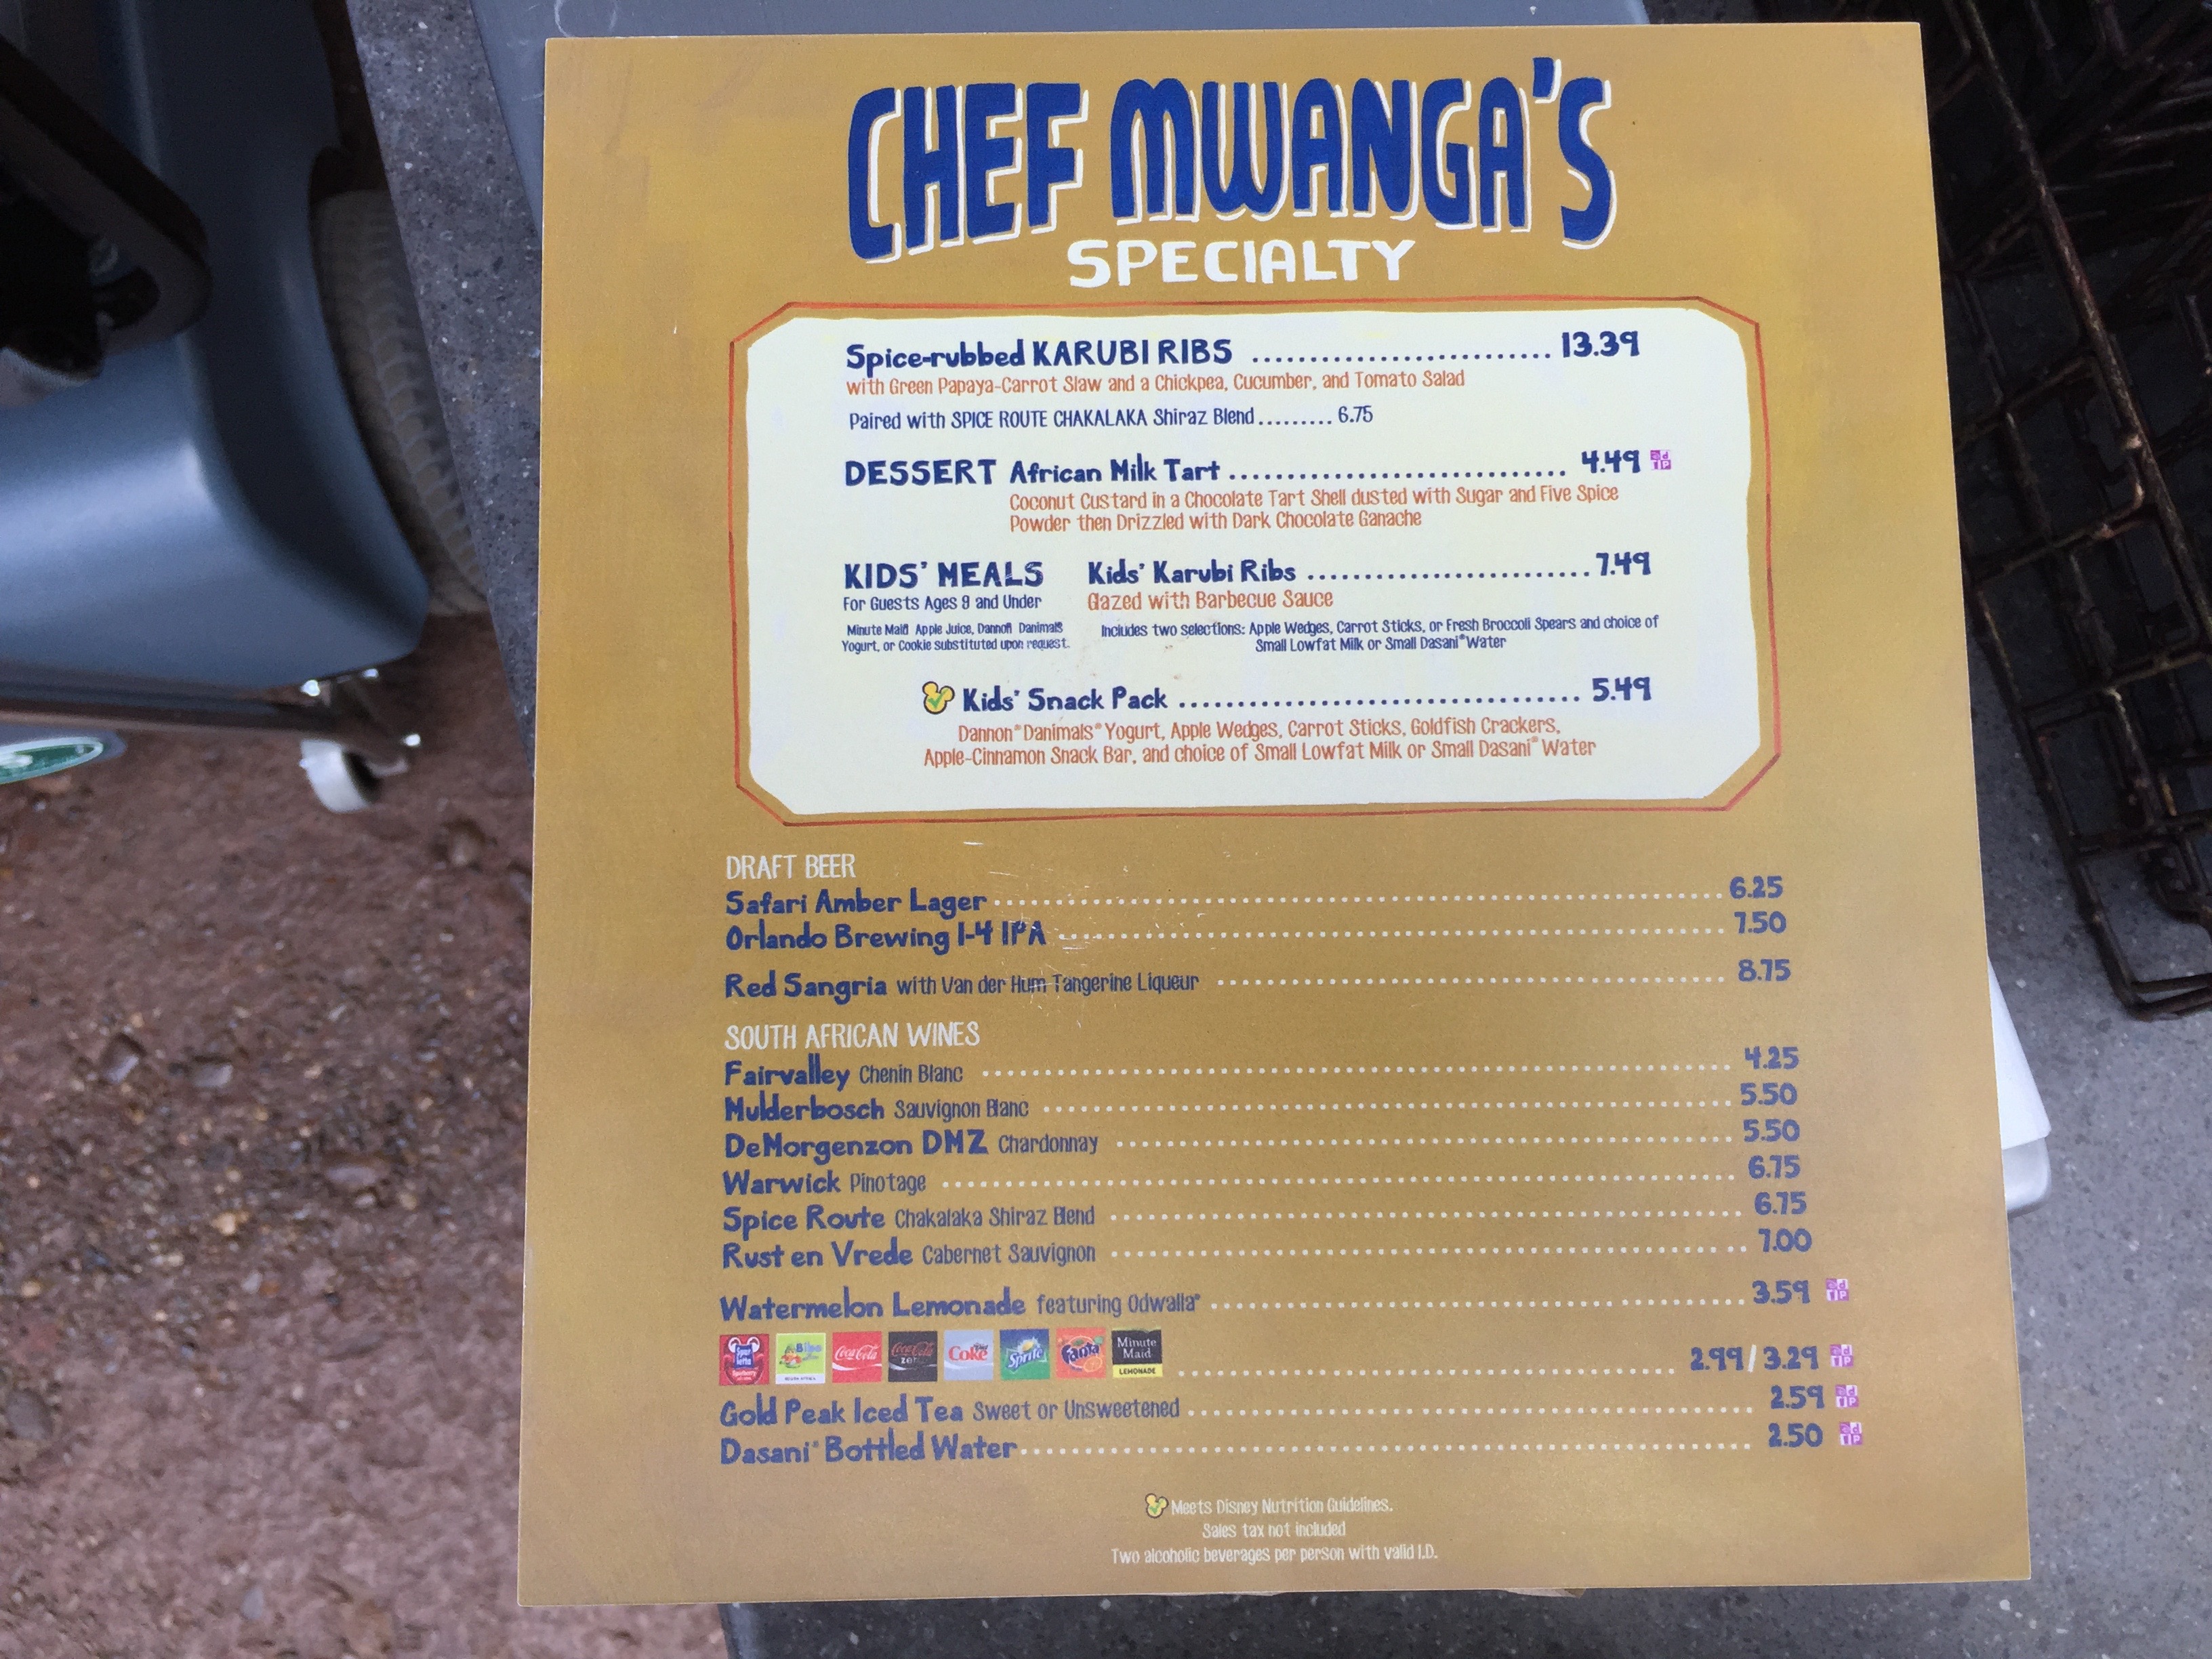 CHEF MWANGA'S
SPECIALTY
Spice-rubbed KARUBI RIBS .......................... 13.39
with Green Papaya-Carrot Slaw and a Chickpea, Cucumber, and Tomato Salad
Paired with SPICE ROUTE CHAKALAKA Shiraz Blend ......... 6.75
DESSERT African Milk Tart .............................. 4.49
Coconut Custard in a Chocolate Tart Shell dusted with Sugar and Five Spice
Powder then Drizzled with Dark Chocolate Ganache
KIDS' MEALS Kids' Karubi Ribs ......................... 7.49
For Guests Ages 9 and Under Glazed with Barbecue Sauce
Minute Maid Apple Juice, Dannon Danimals
Yogurt, or Cookie substituted upon request.
Includes two selections: Apple Wedges, Carrot Sticks, or Fresh Broccoli Spears and choice of
Small Lowfat Milk or Small Dasani® Water
Kids' Snack Pack ................................... 5.49
Dannon® Danimals® Yogurt, Apple Wedges, Carrot Sticks, Goldfish Crackers,
Apple-Cinnamon Snack Bar, and choice of Small Lowfat Milk or Small Dasani® Water
DRAFT BEER
Safari Amber Lager .......................... 6.25
Orlando Brewing I-4 IPA .......................... 7.50
Red Sangria with Van der Hum Tangerine Liqueur .......................... 8.75
SOUTH AFRICAN WINES
Fairvalley Chenin Blanc .......................... 4.25
Mulderbosch Sauvignon Blanc .......................... 5.50
DeMorgenzon DMZ Chardonnay .......................... 5.50
Warwick Pinotage .......................... 6.75
Spice Route Chakalaka Shiraz Blend .......................... 6.75
Rust en Vrede Cabernet Sauvignon .......................... 7.00
Watermelon Lemonade featuring Odwalla® .......................... 3.59
Coca-Cola Coca-Cola zero Diet Coke Sprite Fanta Minute Maid LEMONADE .......................... 2.99 / 3.29
Gold Peak Iced Tea Sweet or Unsweetened .......................... 2.59
Dasani® Bottled Water .......................... 2.50
Meets Disney Nutrition Guidelines.
Sales tax not included
Two alcoholic beverages per person with valid I.D.